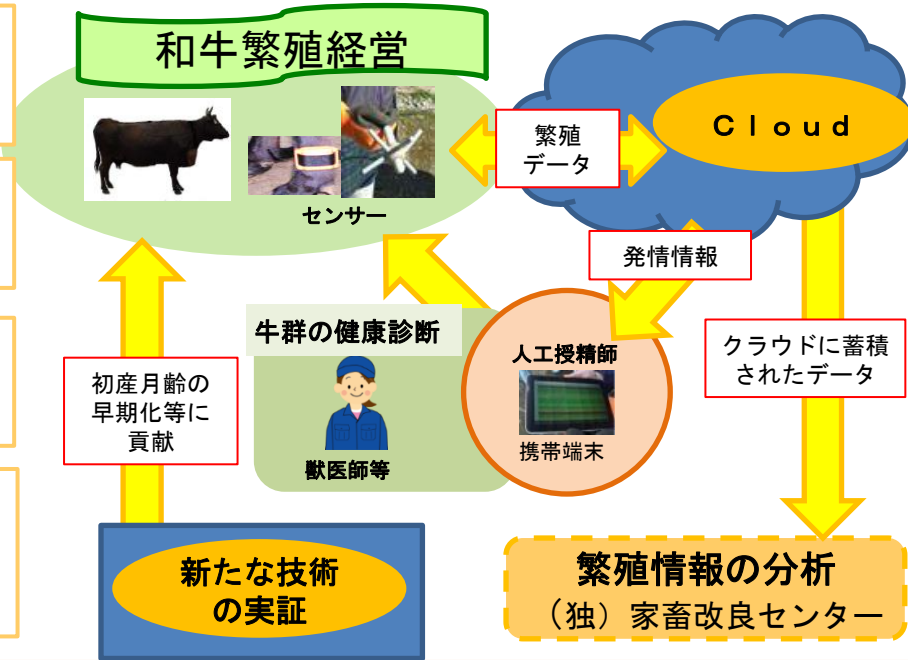 和牛繁殖経営
センサー
繁殖
データ
Ｃｌｏｕｄ
発情情報
牛群の健康診断
獣医師等
人工授精師
携帯端末
クラウドに蓄積
されたデータ
初産月齢の
早期化等に
貢献
新たな技術
の実証
繁殖情報の分析
（独）家畜改良センター